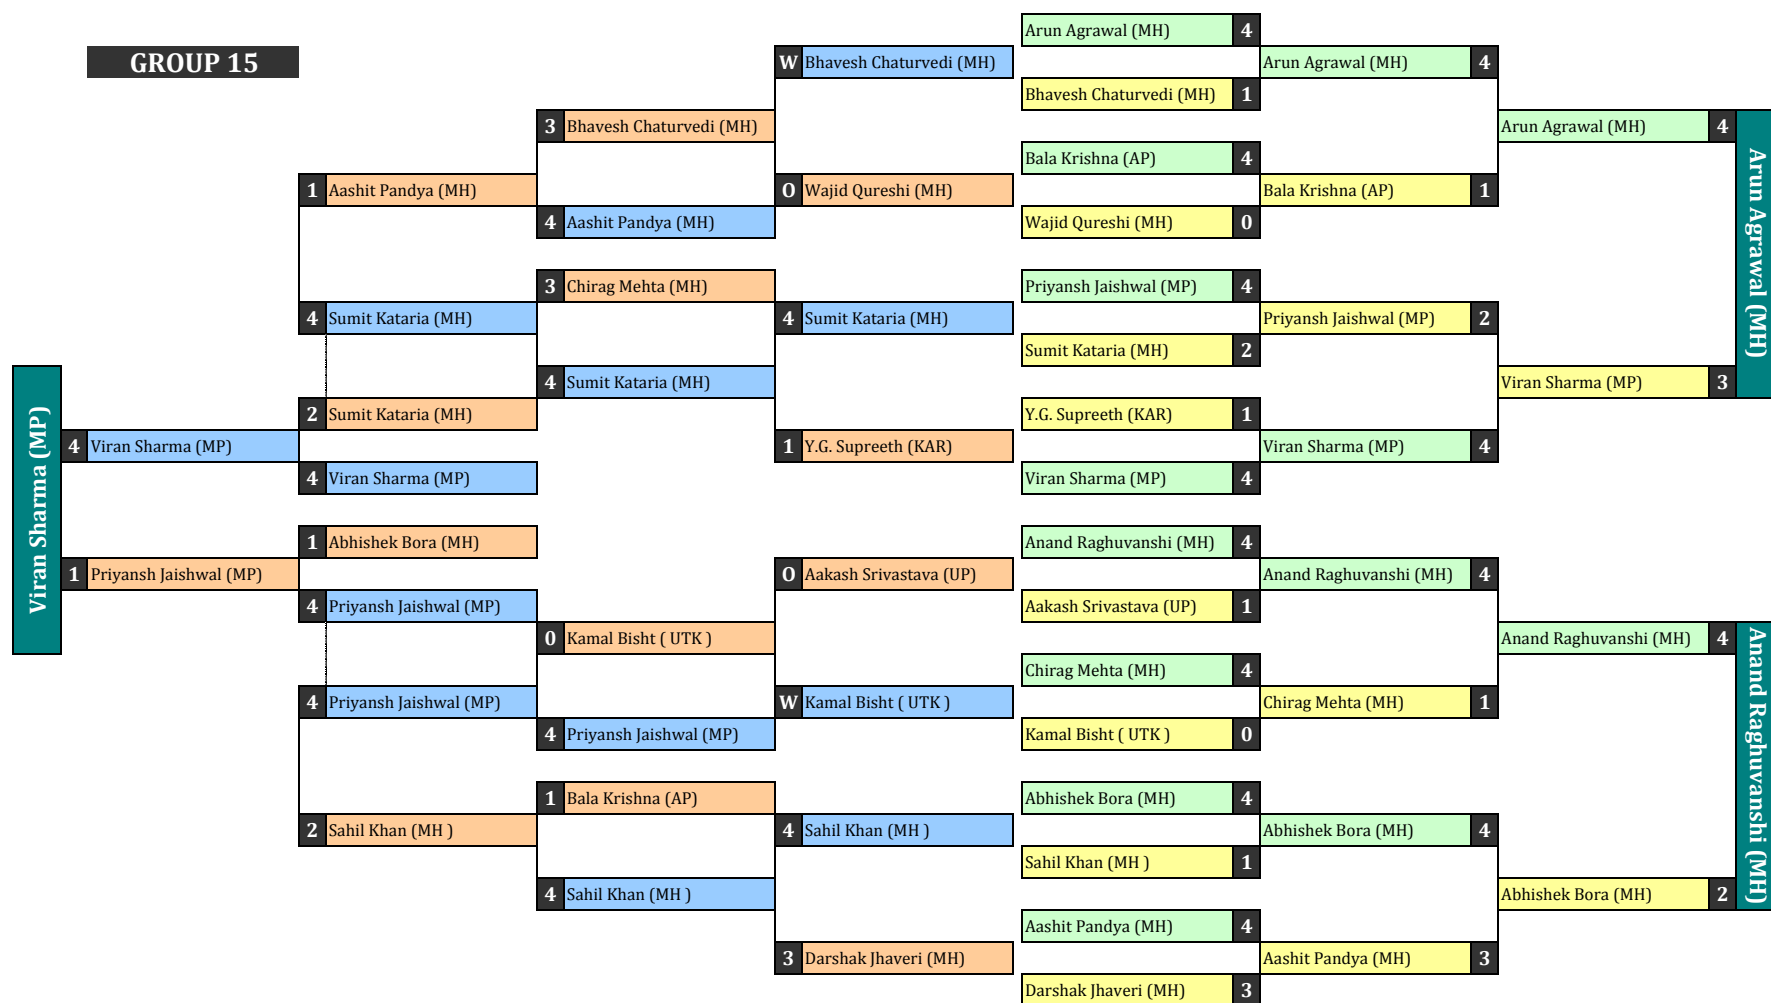 GROUP 15
Arun Agrawal (MH) 4
W Bhavesh Chaturvedi (MH)
Arun Agrawal (MH) 4
Bhavesh Chaturvedi (MH) 1
3 Bhavesh Chaturvedi (MH)
Arun Agrawal (MH) 4
Arun Agrawal (MH)
Bala Krishna (AP) 4
1 Aashit Pandya (MH)
O Wajid Qureshi (MH)
Bala Krishna (AP) 1
4 Aashit Pandya (MH)
Wajid Qureshi (MH) 0
3 Chirag Mehta (MH)
Priyansh Jaishwal (MP) 4
4 Sumit Kataria (MH)
4 Sumit Kataria (MH)
Priyansh Jaishwal (MP) 2
Sumit Kataria (MH) 2
4 Sumit Kataria (MH)
Viran Sharma (MP) 3
2 Sumit Kataria (MH)
Y.G. Supreeth (KAR) 1
Viran Sharma (MP)
4 Viran Sharma (MP)
1 Y.G. Supreeth (KAR)
Viran Sharma (MP) 4
4 Viran Sharma (MP)
Viran Sharma (MP) 4
1 Abhishek Bora (MH)
Anand Raghuvanshi (MH) 4
1 Priyansh Jaishwal (MP)
O Aakash Srivastava (UP)
Anand Raghuvanshi (MH) 4
4 Priyansh Jaishwal (MP)
Aakash Srivastava (UP) 1
0 Kamal Bisht ( UTK )
Anand Raghuvanshi (MH) 4
Anand Raghuvanshi (MH)
Chirag Mehta (MH) 4
4 Priyansh Jaishwal (MP)
W Kamal Bisht ( UTK )
Chirag Mehta (MH) 1
4 Priyansh Jaishwal (MP)
Kamal Bisht ( UTK ) 0
1 Bala Krishna (AP)
Abhishek Bora (MH) 4
2 Sahil Khan (MH )
4 Sahil Khan (MH )
Abhishek Bora (MH) 4
Sahil Khan (MH ) 1
4 Sahil Khan (MH )
Abhishek Bora (MH) 2
Aashit Pandya (MH) 4
3 Darshak Jhaveri (MH)
Aashit Pandya (MH) 3
Darshak Jhaveri (MH) 3